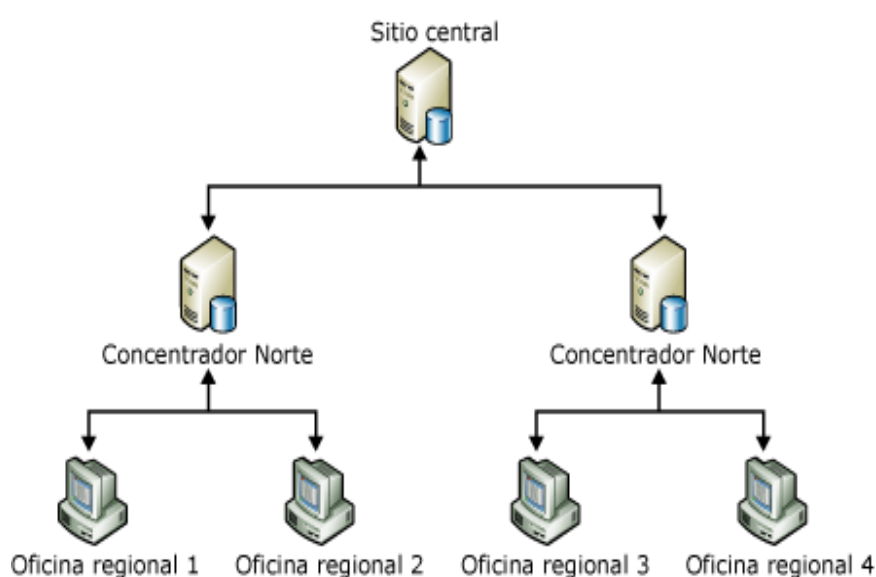 Sitio central
Concentrador Norte
Concentrador Norte
Oficina regional 1
Oficina regional 2
Oficina regional 3
Oficina regional 4